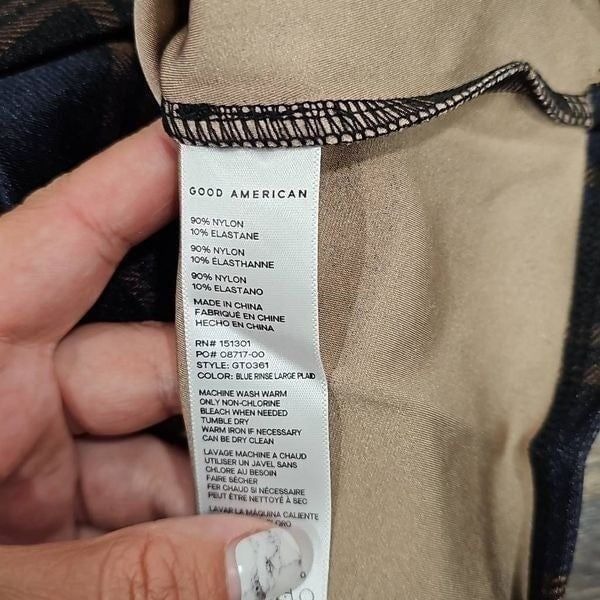 GOOD AMERICAN
90% NYLON
10% ELASTANE
90% NYLON
10% ÉLASTHANNE
90% NYLON
10% ELASTANO
MADE IN CHINA
FABRIQUÉ EN CHINE
HECHO EN CHINA
RN# 151301
PO# 08717-00
STYLE: GT0361
COLOR: BLUE RINSE LARGE PLAID
MACHINE WASH WARM
ONLY NON-CHLORINE
BLEACH WHEN NEEDED
TUMBLE DRY
WARM IRON IF NECESSARY
CAN BE DRY CLEAN
LAVAGE MACHINE A CHAUD
UTILISER UN JAVEL SANS
CHLORE AU BESOIN
FAIRE SÉCHER
FER CHAUD SI NÉCESSAIRE
PEUT ÊTRE NETTOYÉ À SEC
LAVAR LA MÁQUINA CALIENTE